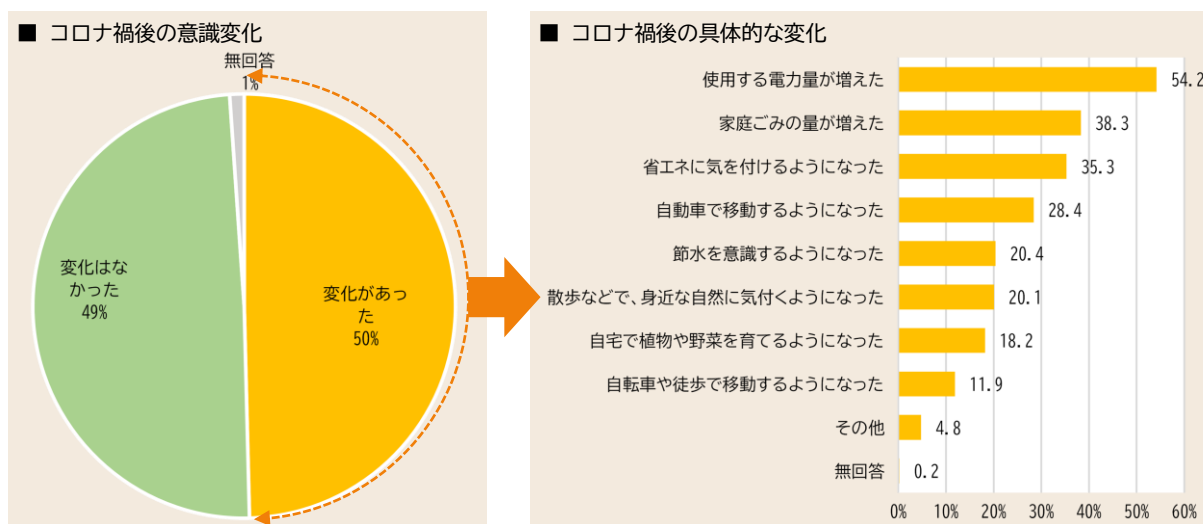 ■ コロナ禍後の意識変化
無回答
1%
変化はな
かった
49%
変化があっ
た
50%
■ コロナ禍後の具体的な変化
使用する電力量が増えた 54.2
家庭ごみの量が増えた 38.3
省エネに気を付けるようになった 35.3
自動車で移動するようになった 28.4
節水を意識するようになった 20.4
散歩などで、身近な自然に気付くようになった 20.1
自宅で植物や野菜を育てるようになった 18.2
自転車や徒歩で移動するようになった 11.9
その他 4.8
無回答 0.2
0% 10% 20% 30% 40% 50% 60%